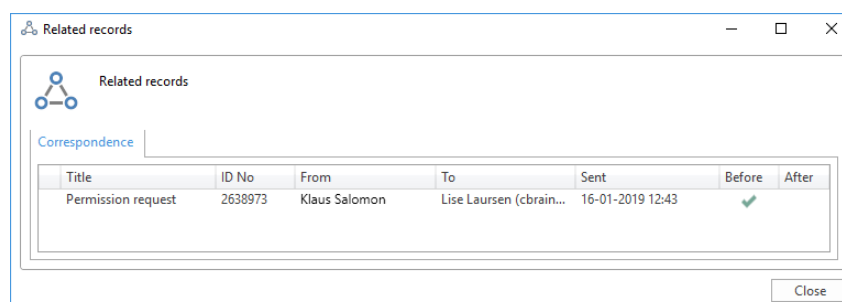 Related records
Related records
Correspondence
Title ID No From To Sent Before After
Permission request 2638973 Klaus Salomon Lise Laursen (cbrain... 16-01-2019 12:43
Close